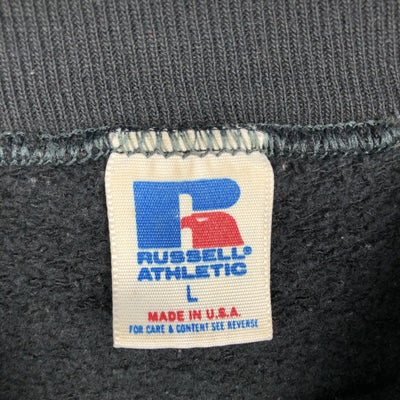 R
RUSSELL®
ATHLETIC
L
MADE IN U.S.A.
FOR CARE & CONTENT SEE REVERSE